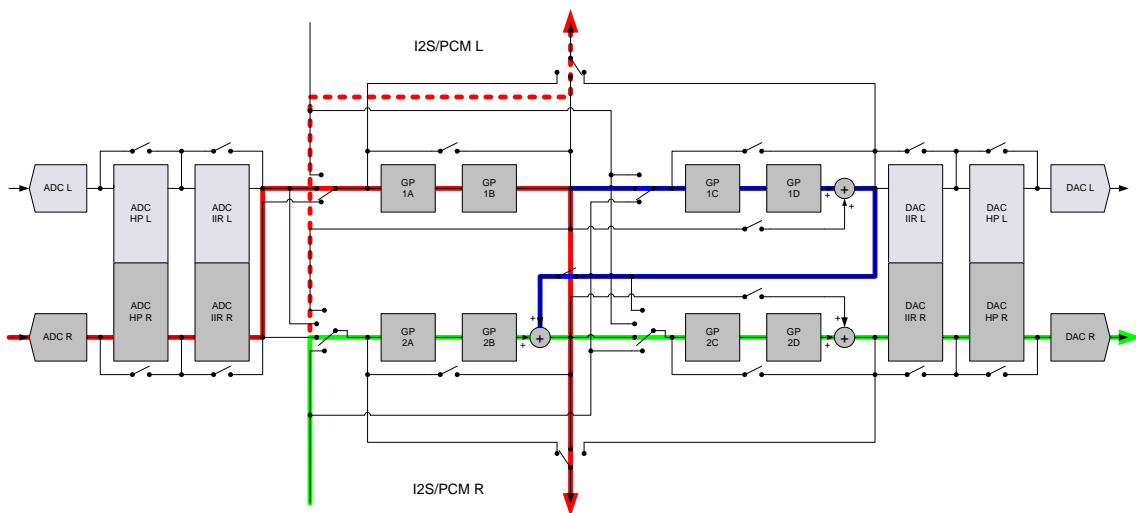 I2S/PCM L
ADC L
ADC
HP L
ADC
IIR L
GP
1A
GP
1B
GP
1C
GP
1D
+
+
+
DAC
IIR L
DAC
HP L
DAC L
ADC R
ADC
HP R
ADC
IIR R
GP
2A
GP
2B
+
+
+
GP
2C
GP
2D
+
+
+
DAC
IIR R
DAC
HP R
DAC R
I2S/PCM R